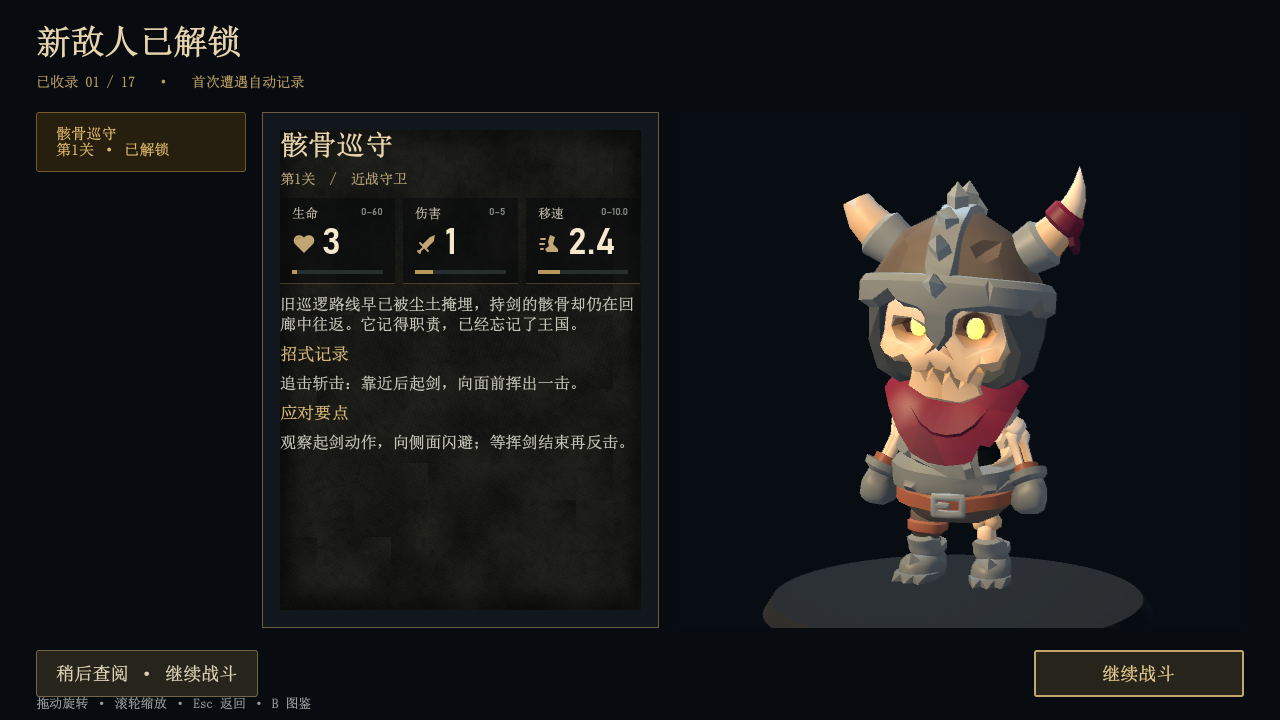 新敌人已解锁
已收录 01 / 17 • 首次遭遇自动记录
骸骨巡守
第1关 • 已解锁
骸骨巡守
第1关 / 近战守卫
生命 0–60
3
伤害 0–5
1
移速 0–10.0
2.4
旧巡逻路线早已被尘土掩埋，持剑的骸骨却仍在回
廊中往返。它记得职责，已经忘记了王国。
招式记录
追击斩击：靠近后起剑，向面前挥出一击。
应对要点
观察起剑动作，向侧面闪避；等挥剑结束再反击。
稍后查阅 • 继续战斗
继续战斗
拖动旋转 • 滚轮缩放 • Esc 返回 • B 图鉴